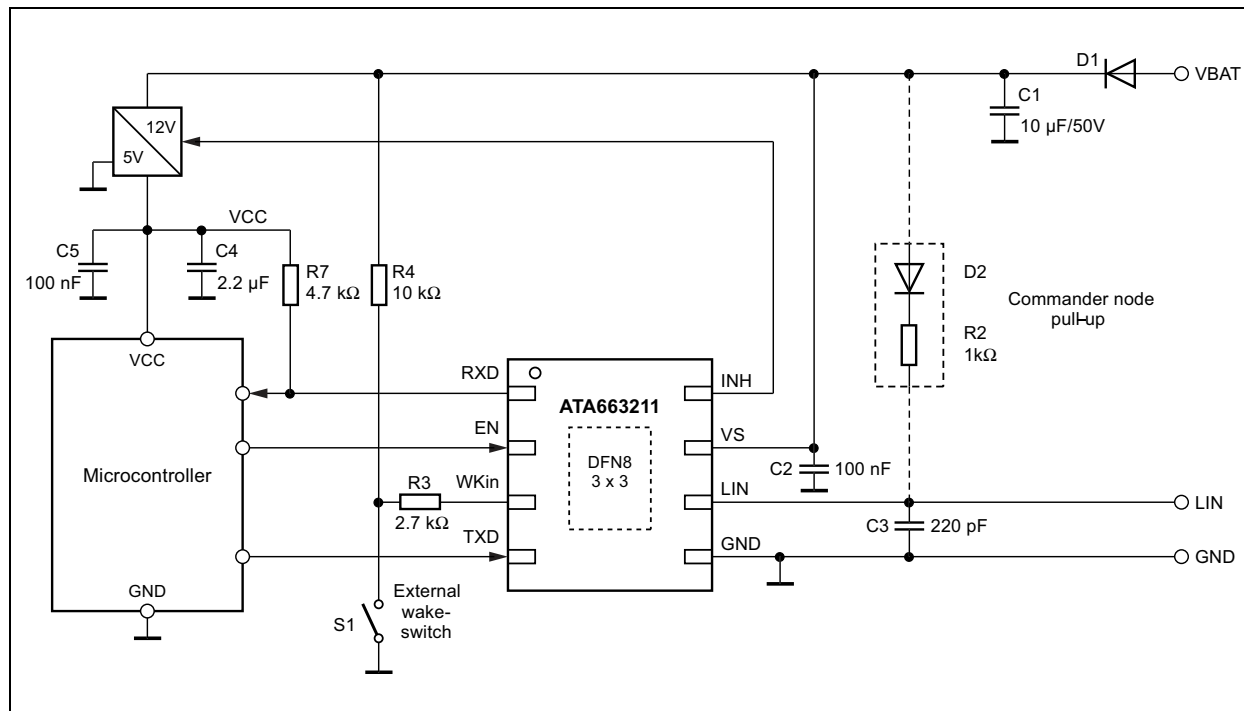 D1
VBAT
C1
10 µF/50V
12V
5V
VCC
C5
100 nF
C4
2.2 µF
R7
4.7 kΩ
R4
10 kΩ
D2
R2
1kΩ
Commander node
pull-up
VCC
Microcontroller
GND
RXD
EN
WKin
TXD
R3
2.7 kΩ
ATA663211
DFN8
3 x 3
INH
VS
LIN
GND
C2
100 nF
C3
220 pF
LIN
GND
S1
External
wake-
switch